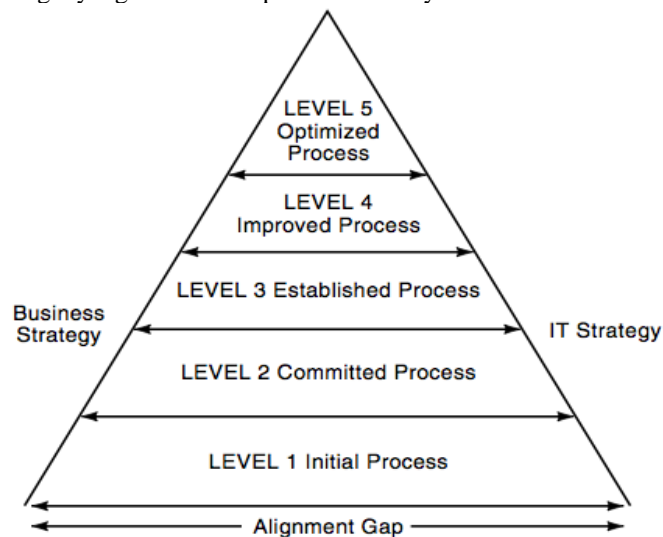 LEVEL 5
Optimized
Process
LEVEL 4
Improved Process
LEVEL 3 Established Process
Business
Strategy
IT Strategy
LEVEL 2 Committed Process
LEVEL 1 Initial Process
Alignment Gap